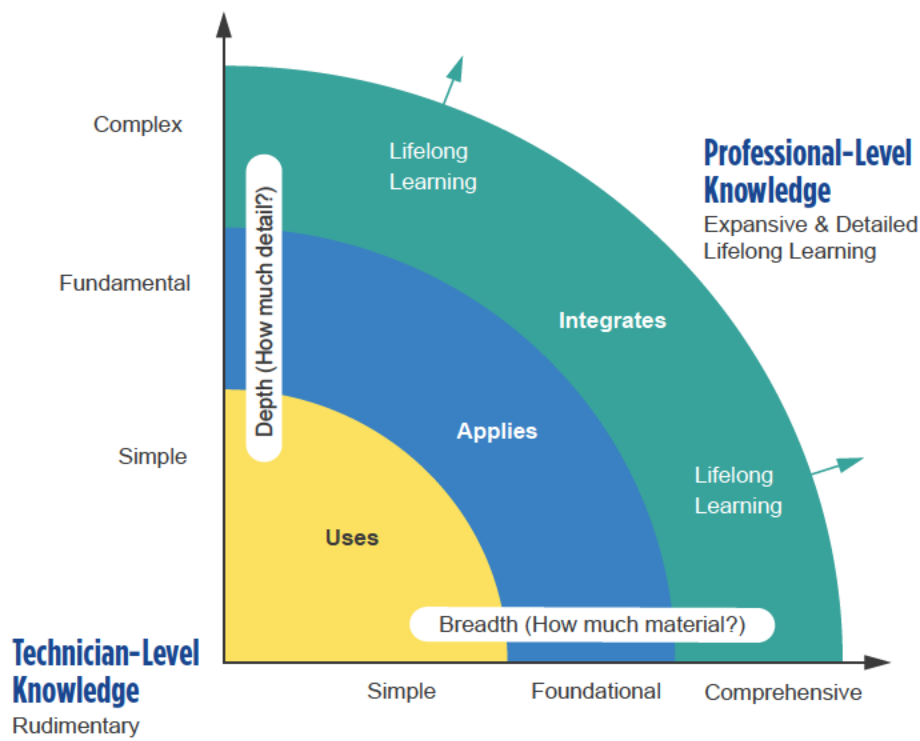 Complex
Fundamental
Simple
Depth (How much detail?)
Lifelong
Learning
Professional-Level
Knowledge
Expansive & Detailed
Lifelong Learning
Integrates
Applies
Uses
Lifelong
Learning
Breadth (How much material?)
Technician-Level
Knowledge
Rudimentary
Simple
Foundational
Comprehensive